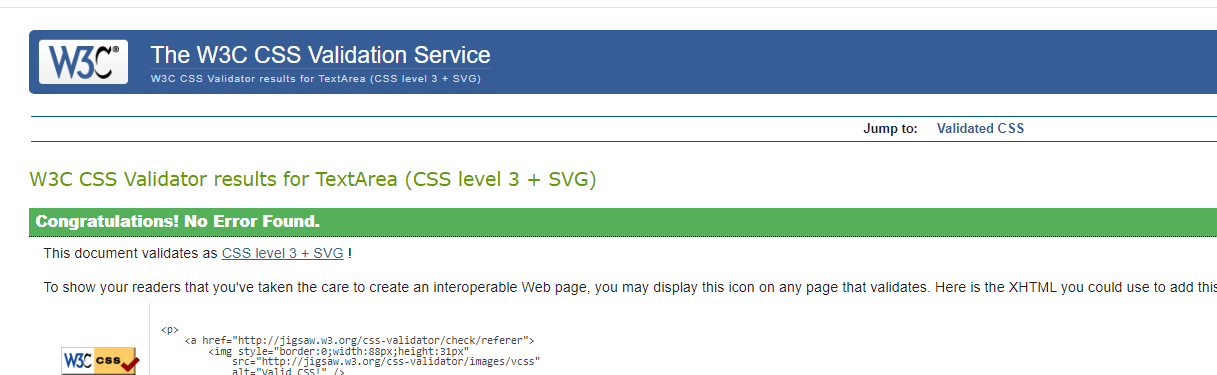 W3C®
The W3C CSS Validation Service
W3C CSS Validator results for TextArea (CSS level 3 + SVG)
Jump to: Validated CSS
W3C CSS Validator results for TextArea (CSS level 3 + SVG)
Congratulations! No Error Found.
This document validates as CSS level 3 + SVG !
To show your readers that you've taken the care to create an interoperable Web page, you may display this icon on any page that validates. Here is the XHTML you could use to add this
<p>
<a href="http://jigsaw.w3.org/css-validator/check/referer">
<img style="border:0;width:88px;height:31px"
src="http://jigsaw.w3.org/css-validator/images/vcss"
alt="Valid CSS!" />
W3C css